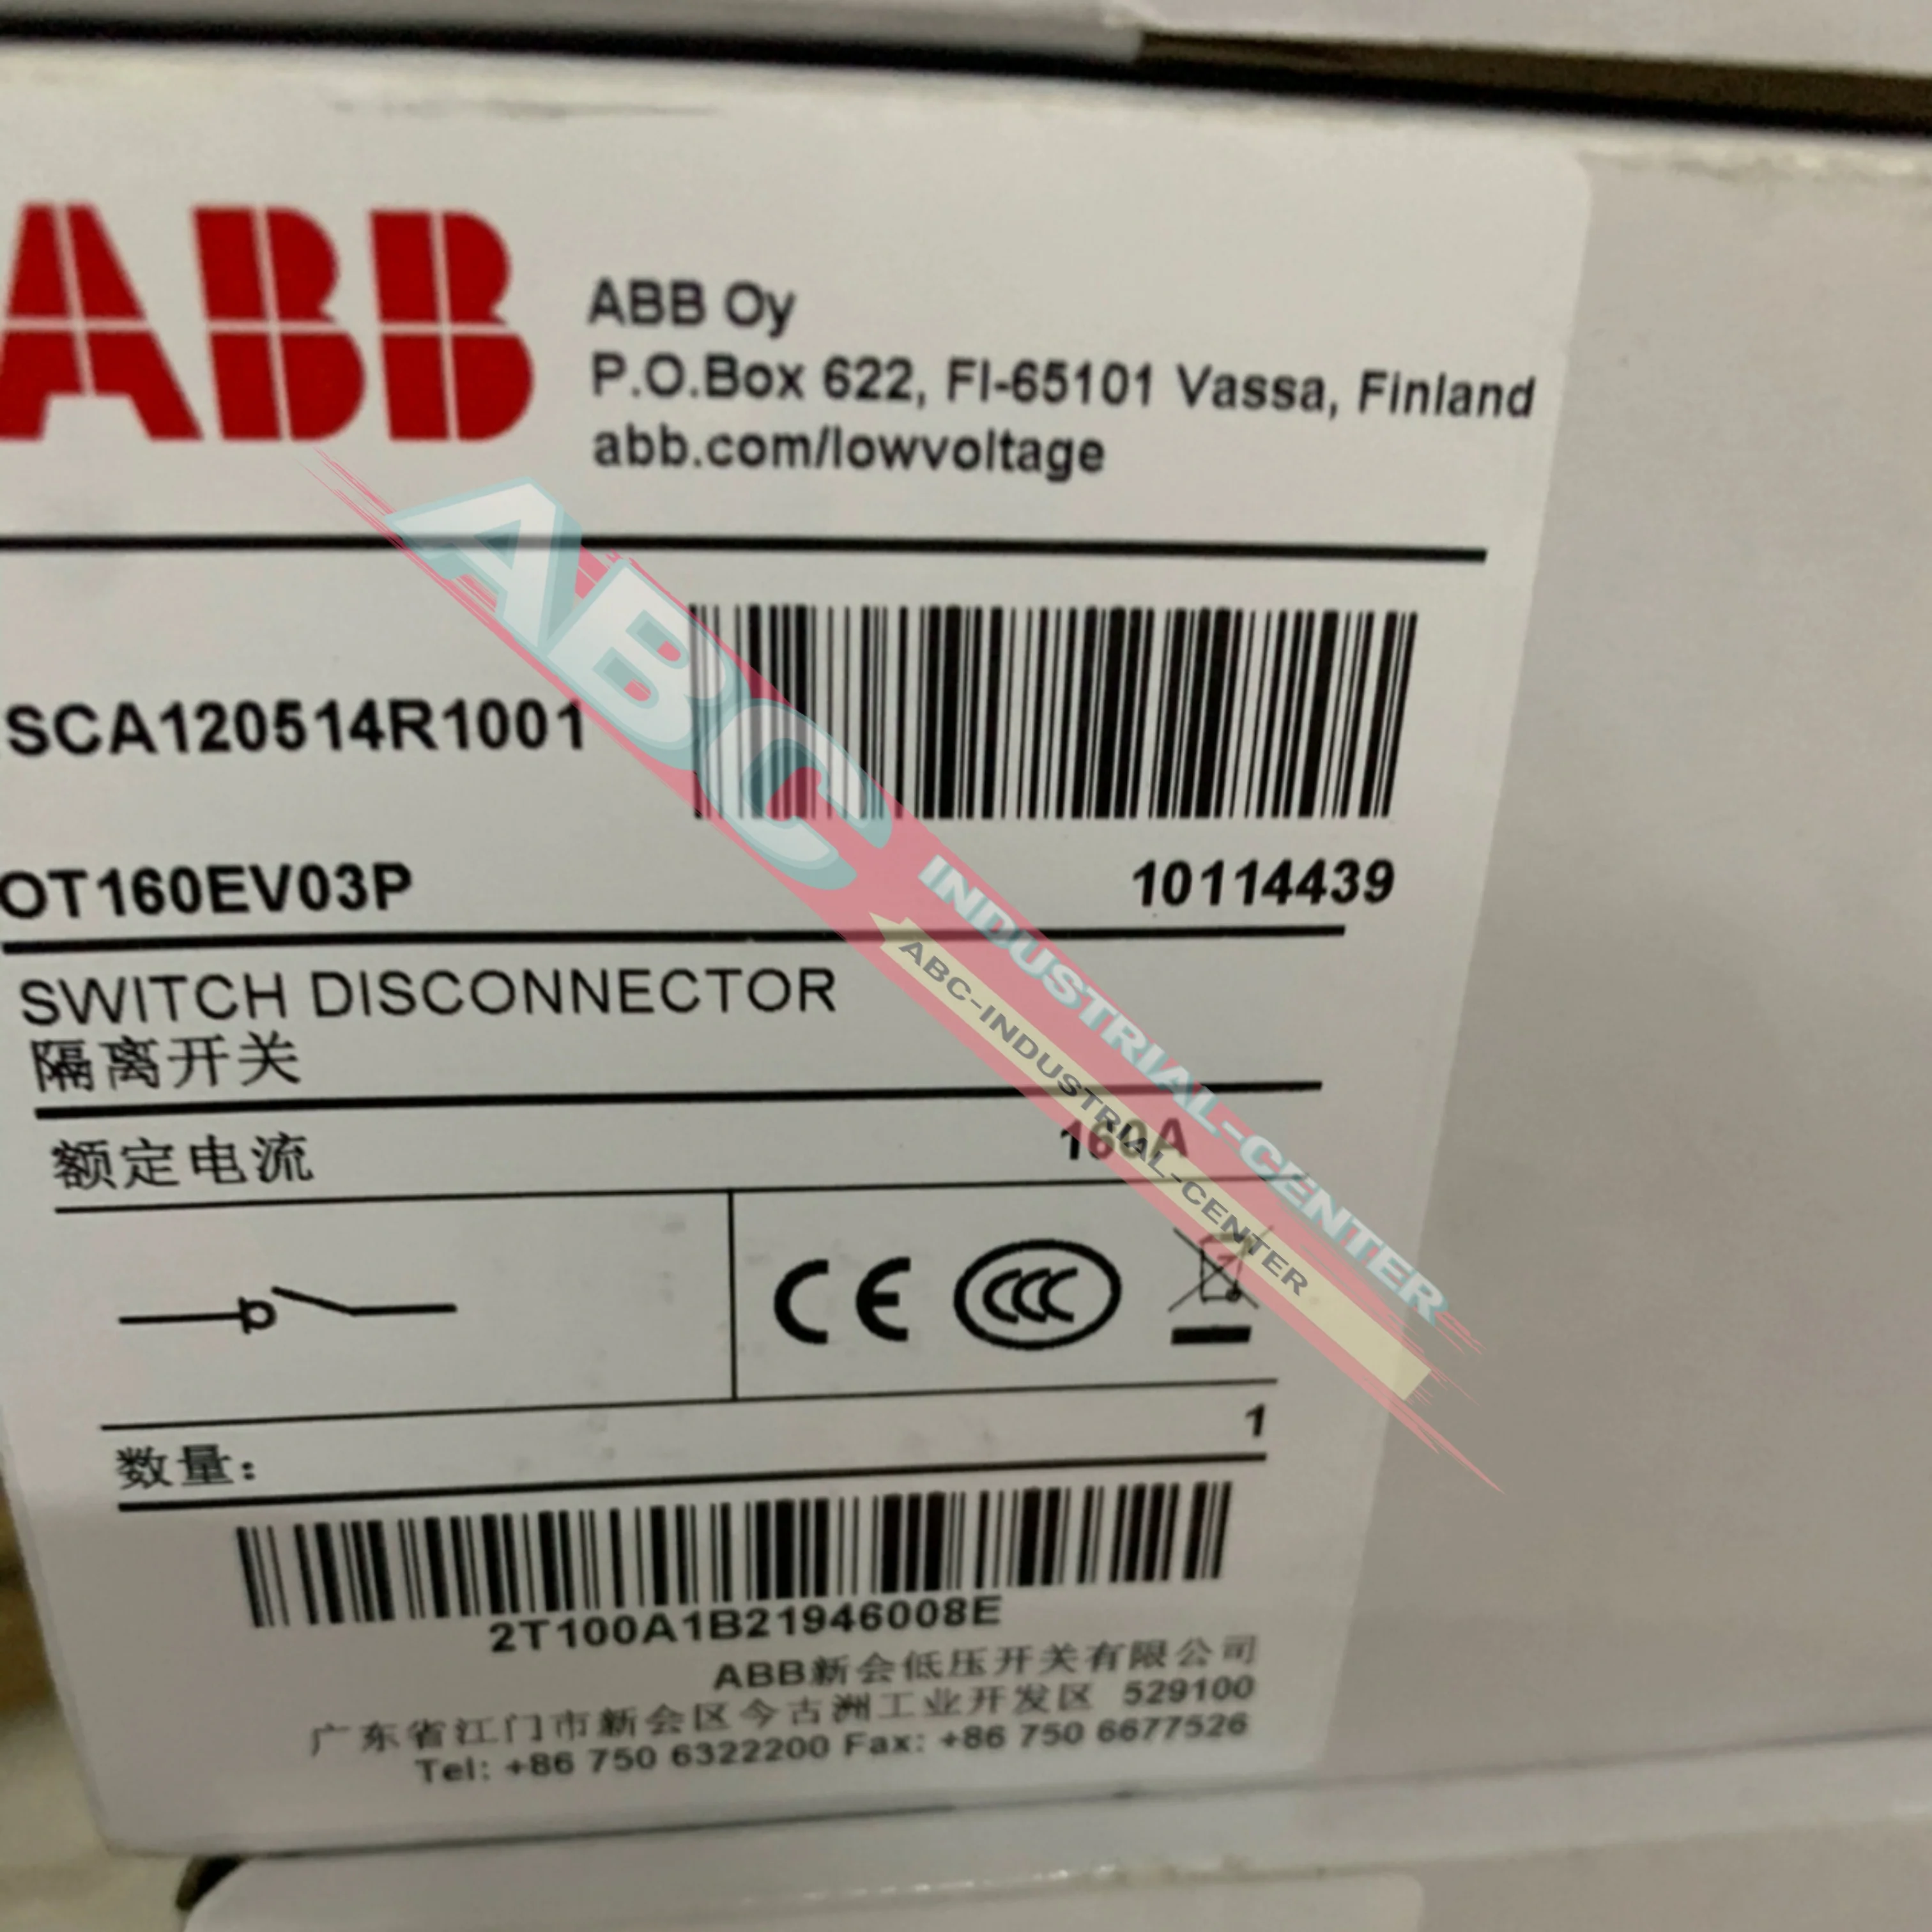 ABB
ABB Oy
P.O.Box 622, FI-65101 Vassa, Finland
abb.com/lowvoltage
SCA120514R1001
OT160EV03P
10114439
SWITCH DISCONNECTOR
隔离开关
额定电流 160A
CE CCC
数量: 1
2T100A1B21946008E
ABB新会低压开关有限公司
广东省江门市新会区今古洲工业开发区 529100
Tel: +86 750 6322200 Fax: +86 750 6677526
ABC
INDUSTRIAL-CENTER
ABC-INDUSTRIAL-CENTER